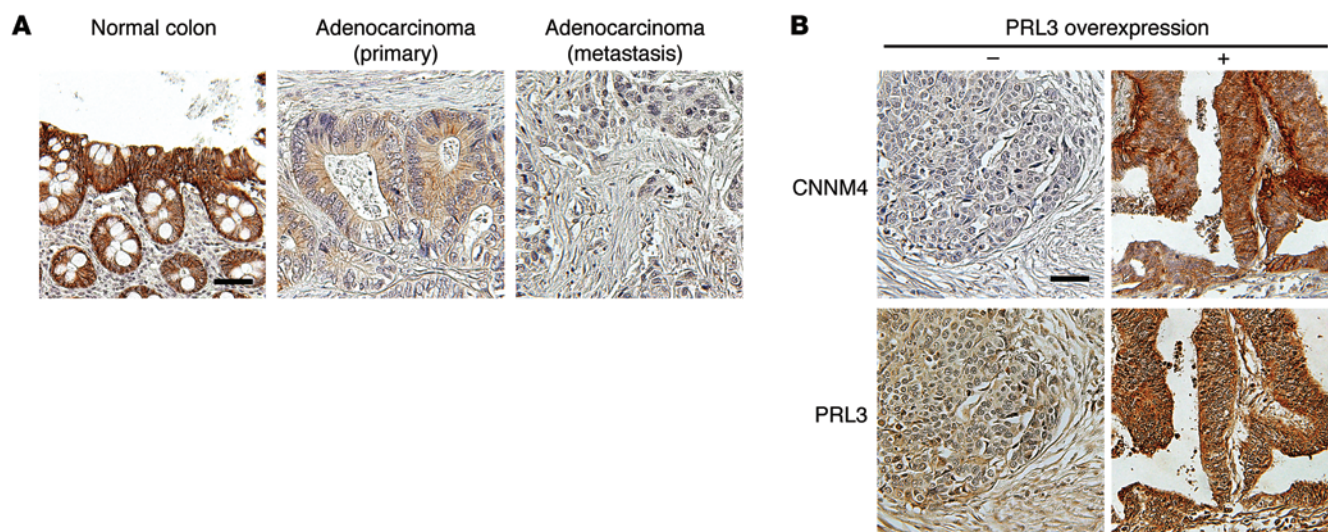 A
Normal colon
Adenocarcinoma
(primary)
Adenocarcinoma
(metastasis)
B
PRL3 overexpression
– +
CNNM4
PRL3